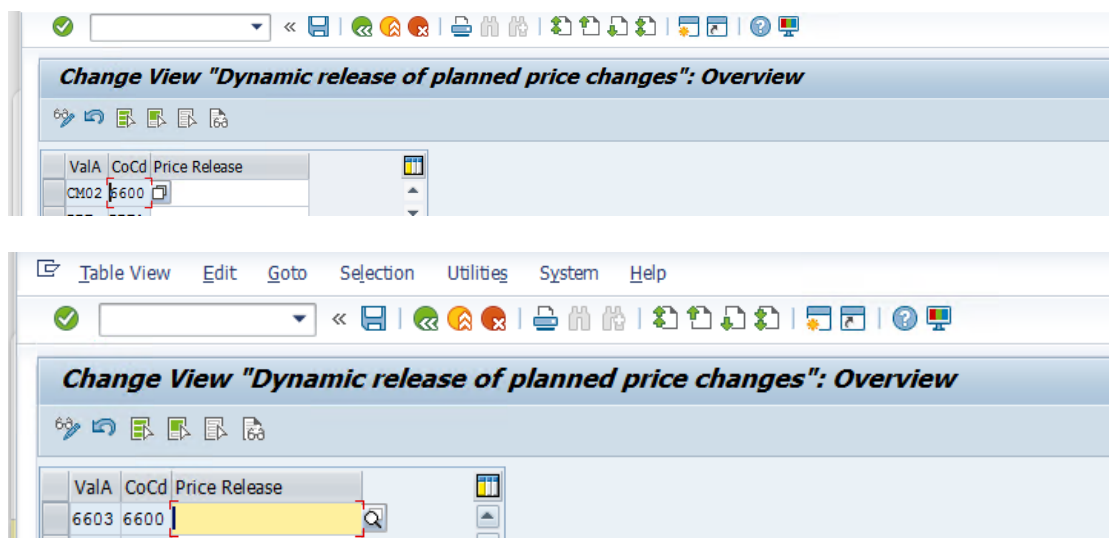 Change View "Dynamic release of planned price changes": Overview
ValA CoCd Price Release
CM02 6600
Table View Edit Goto Selection Utilities System Help
Change View "Dynamic release of planned price changes": Overview
ValA CoCd Price Release
6603 6600